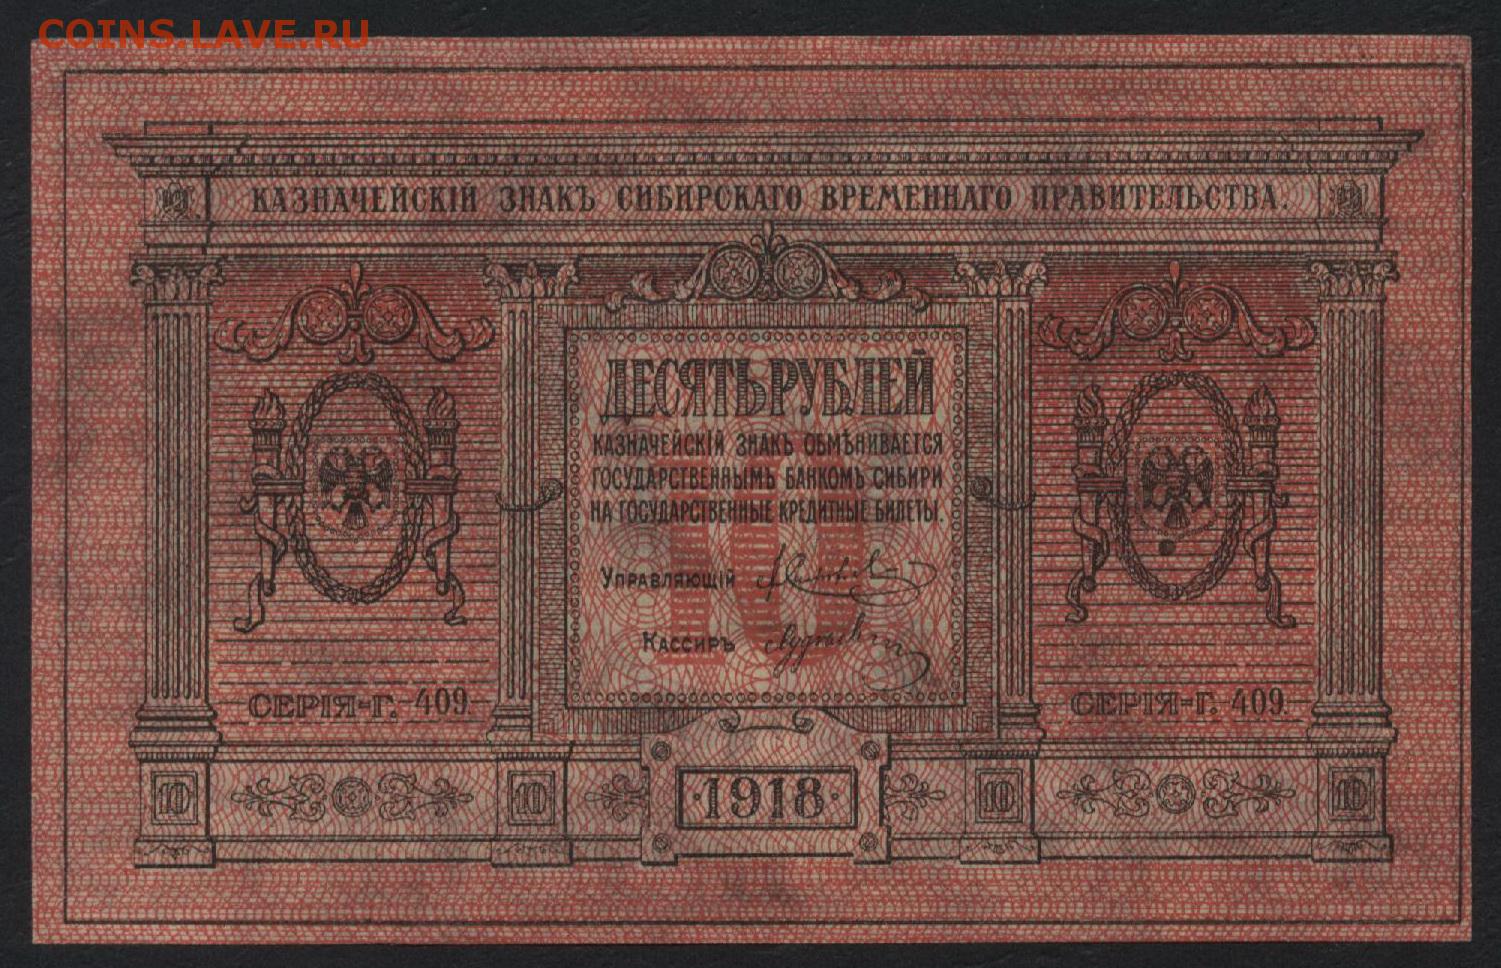 COINS.LAVE.RU
КАЗНАЧЕЙСКІЙ ЗНАКЪ СИБИРСКАГО ВРЕМЕННАГО ПРАВИТЕЛЬСТВА.
ДЕСЯТЬ РУБЛЕЙ
КАЗНАЧЕЙСКІЙ ЗНАКЪ ОБМѢНИВАЕТСЯ
ГОСУДАРСТВЕННЫМЪ БАНКОМЪ СИБИРИ
НА ГОСУДАРСТВЕННЫЕ КРЕДИТНЫЕ БИЛЕТЫ.
10
УПРАВЛЯЮЩІЙ
КАССИРЪ
СЕРІЯ-Г. 409 СЕРІЯ-Г. 409
10 10 ·1918· 10 10